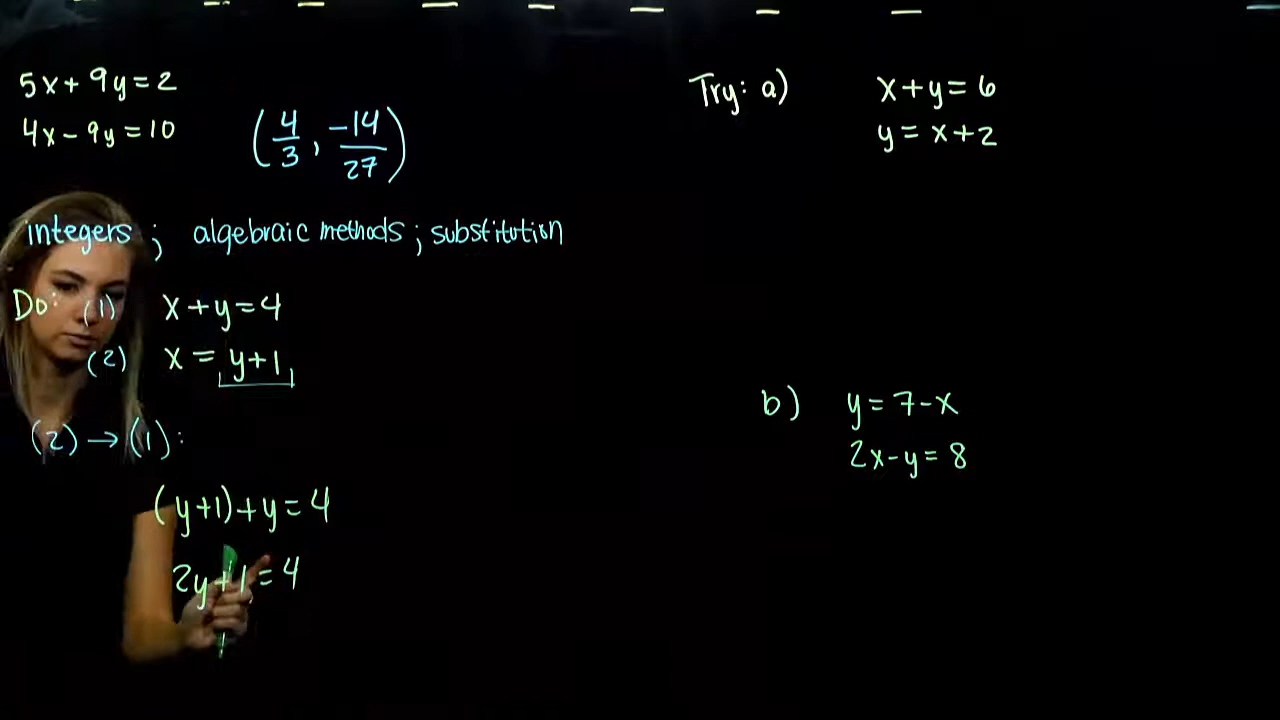 5x + 9y = 2
4x - 9y = 10
(4/3, -14/27)
integers ; algebraic methods ; substitution
Do: (1) x + y = 4
(2) x = y + 1
(2) → (1):
(y+1) + y = 4
2y + 1 = 4
Try: a) x + y = 6
y = x + 2
b) y = 7 - x
2x - y = 8